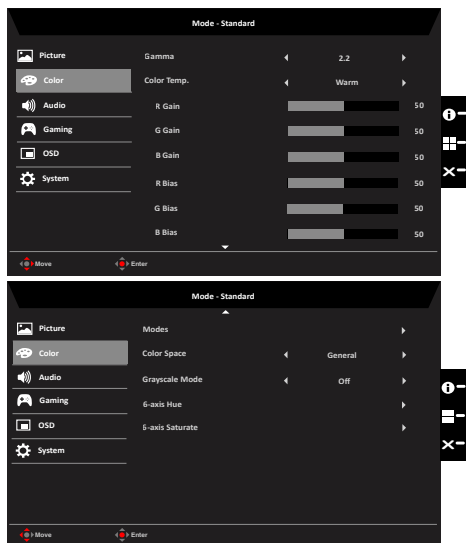 Mode - Standard
Picture
Gamma 2.2
Color
Color Temp. Warm
Audio
R Gain 50
Gaming
G Gain 50
OSD
B Gain 50
System
R Bias 50
G Bias 50
B Bias 50
Move Enter
Mode - Standard
Picture
Modes
Color
Color Space General
Audio
Grayscale Mode Off
Gaming
6-axis Hue
OSD
6-axis Saturate
System
Move Enter